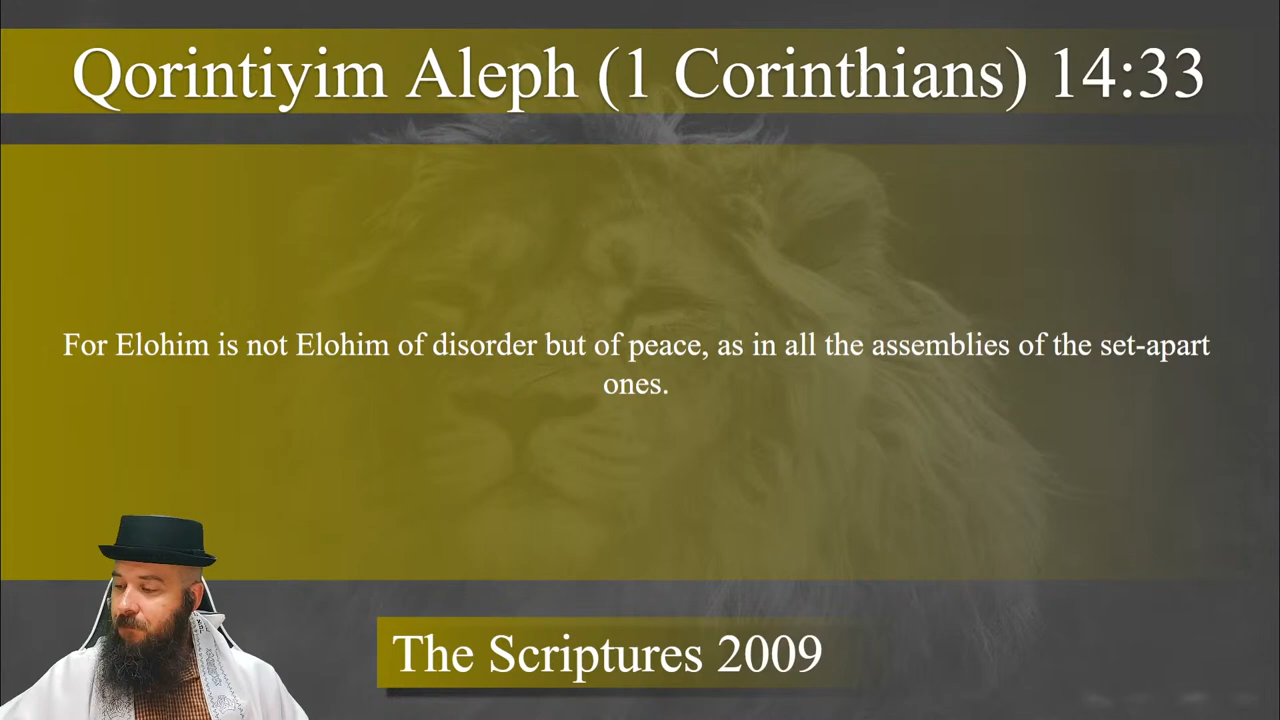 Qorintiyim Aleph (1 Corinthians) 14:33
For Elohim is not Elohim of disorder but of peace, as in all the assemblies of the set-apart
ones.
The Scriptures 2009